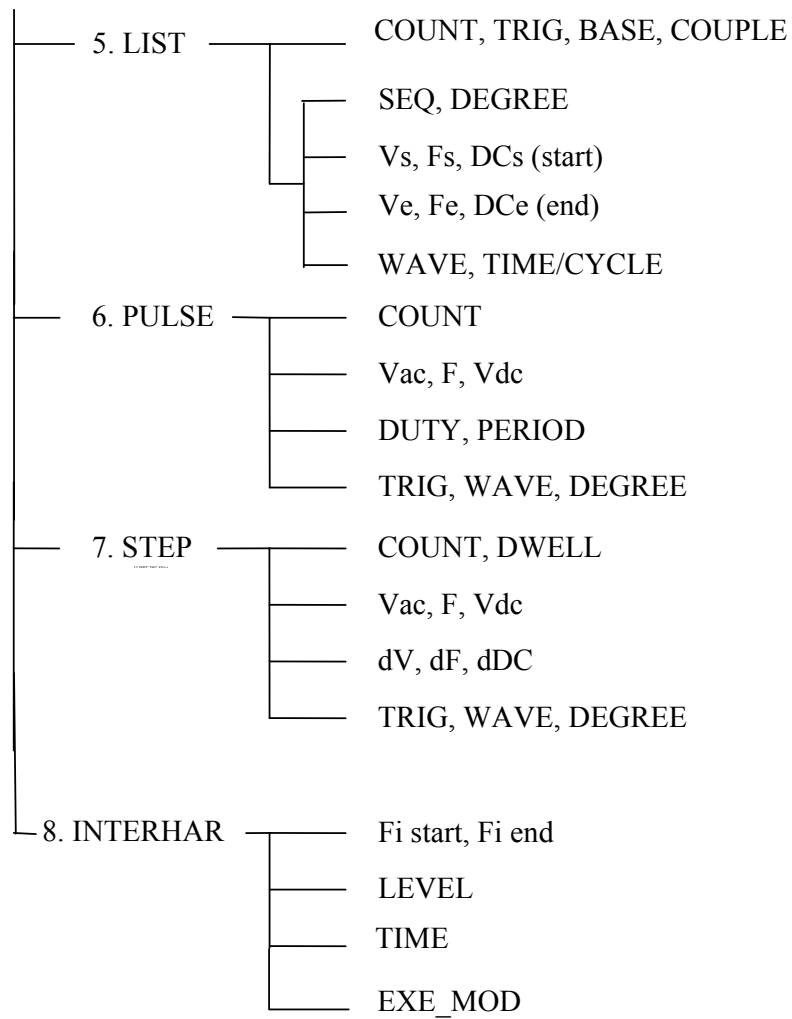 5. LIST
COUNT, TRIG, BASE, COUPLE
SEQ, DEGREE
Vs, Fs, DCs (start)
Ve, Fe, DCe (end)
WAVE, TIME/CYCLE
6. PULSE
COUNT
Vac, F, Vdc
DUTY, PERIOD
TRIG, WAVE, DEGREE
7. STEP
COUNT, DWELL
Vac, F, Vdc
dV, dF, dDC
TRIG, WAVE, DEGREE
8. INTERHAR
Fi start, Fi end
LEVEL
TIME
EXE_MOD